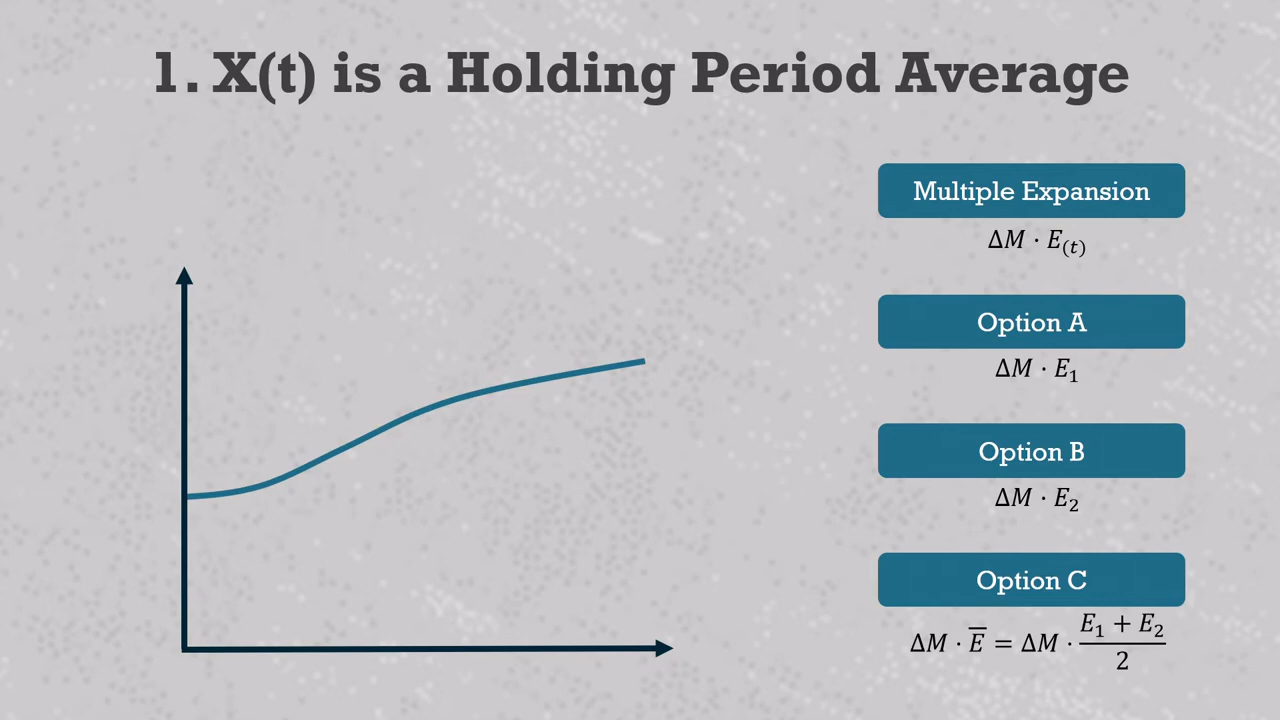 1. X(t) is a Holding Period Average
Multiple Expansion
ΔM · E₍ₜ₎
Option A
ΔM · E₁
Option B
ΔM · E₂
Option C
ΔM · E̅ = ΔM · (E₁ + E₂)/2